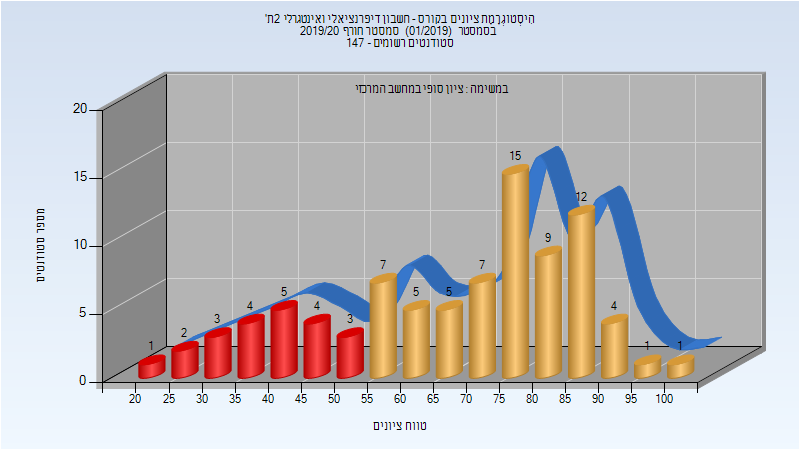 היסטוגרמת ציונים בקורס - חשבון דיפרנציאלי ואינטגרלי 2ת'
בסמסטר (01/2019) סמסטר חורף 2019/20
סטודנטים רשומים - 147
במשימה : ציון סופי במחשב המרכזי
מספר סטודנטים
20
15
10
5
0
1 2 3 4 5 4 3 7 5 5 7 15 9 12 4 1 1
20 25 30 35 40 45 50 55 60 65 70 75 80 85 90 95 100
טווח ציונים